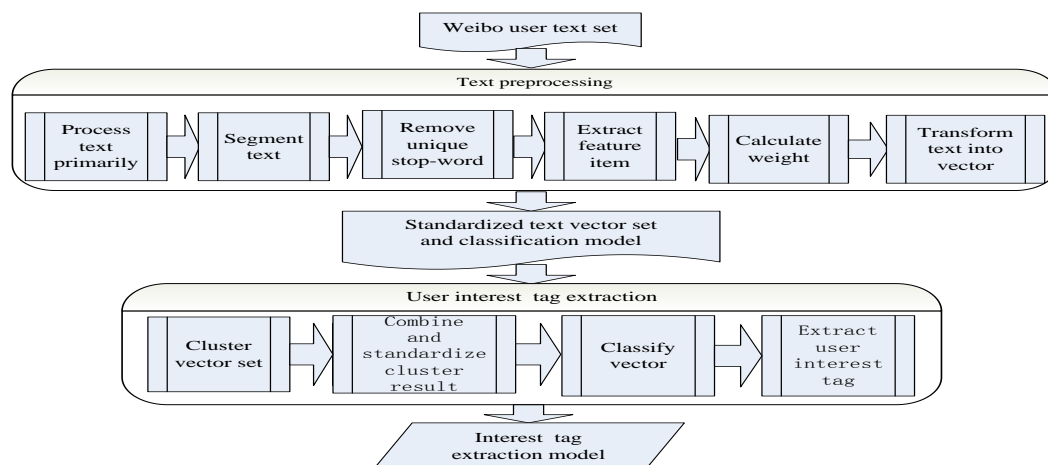 Weibo user text set
Text preprocessing
Process
text
primarily
Segment
text
Remove
unique
stop-word
Extract
feature
item
Calculate
weight
Transform
text into
vector
Standardized text vector set
and classification model
User interest tag extraction
Cluster
vector set
Combine
and
standardize
cluster
result
Classify
vector
Extract
user
interest
tag
Interest tag
extraction model